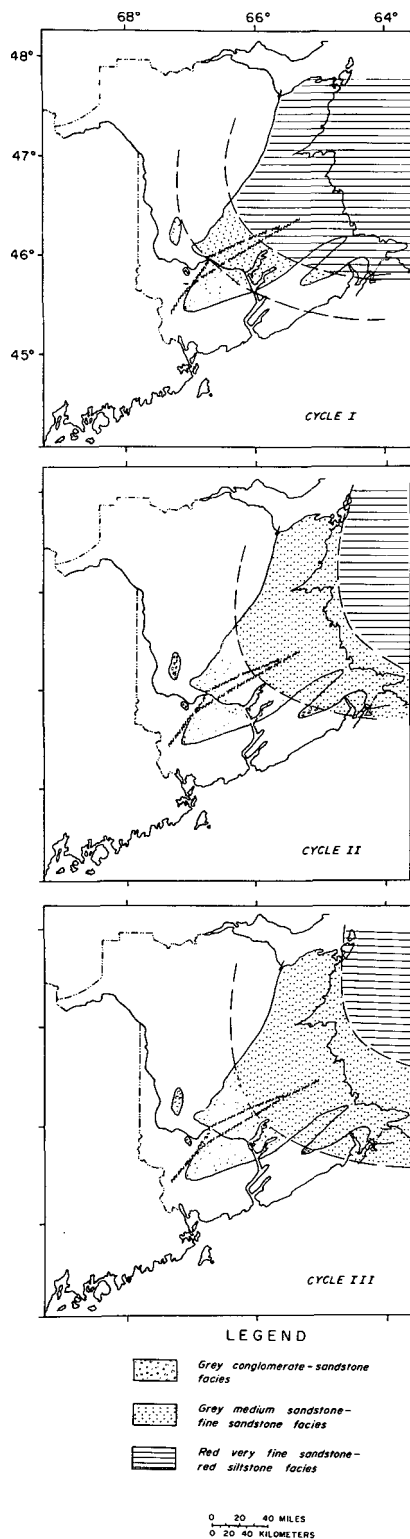 68° 66° 64°
48°
47°
46°
45°
CYCLE I
CYCLE II
CYCLE III
LEGEND
Grey conglomerate-sandstone
facies
Grey medium sandstone-
fine sandstone facies
Red very fine sandstone-
red siltstone facies
0 20 40 MILES
0 20 40 KILOMETERS